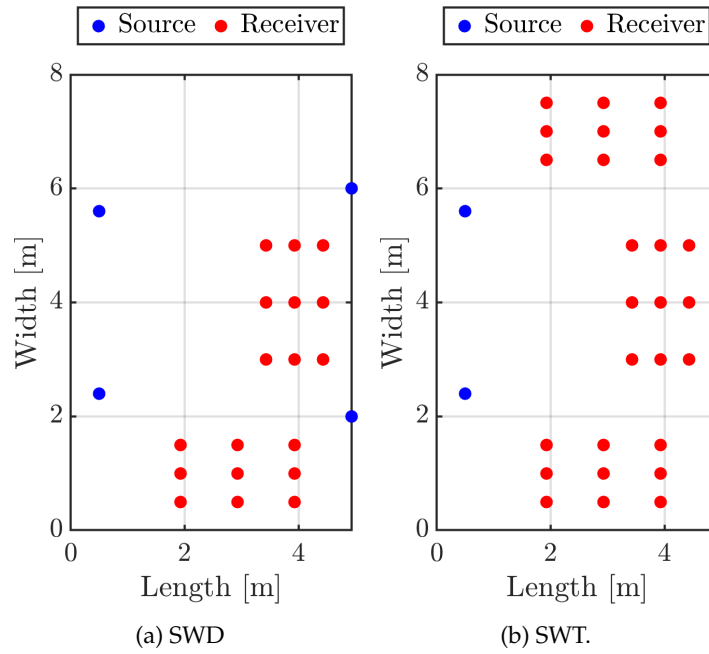 Source Receiver
Source Receiver
8
6
4
2
0
Width [m]
0 2 4
Length [m]
(a) SWD
8
6
4
2
0
Width [m]
0 2 4
Length [m]
(b) SWT.